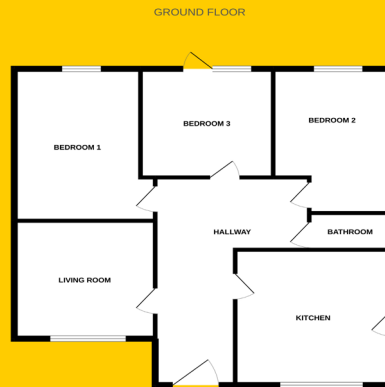 GROUND FLOOR
BEDROOM 2
BEDROOM 3
BEDROOM 1
HALLWAY
BATHROOM
LIVING ROOM
KITCHEN